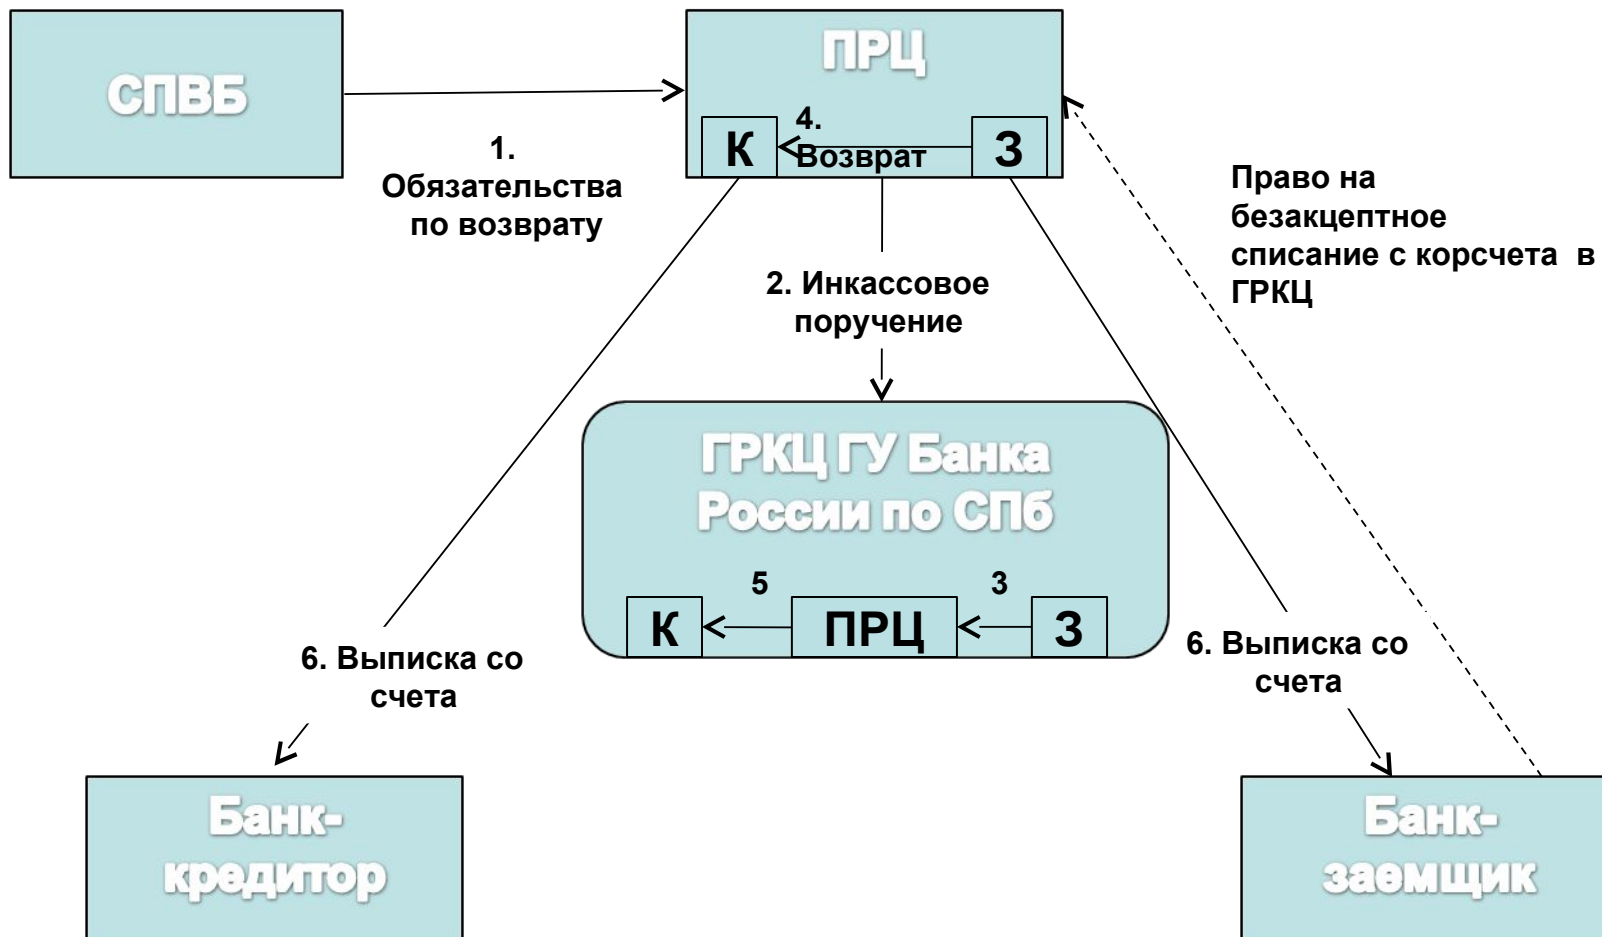 СПВБ
ПРЦ
К
4.
Возврат
З
1.
Обязательства
по возврату
Право на
безакцептное
списание с корсчета в
ГРКЦ
2. Инкассовое
поручение
ГРКЦ ГУ Банка
России по СПб
5
3
К
ПРЦ
З
6. Выписка со
счета
6. Выписка со
счета
Банк-
кредитор
Банк-
заемщик